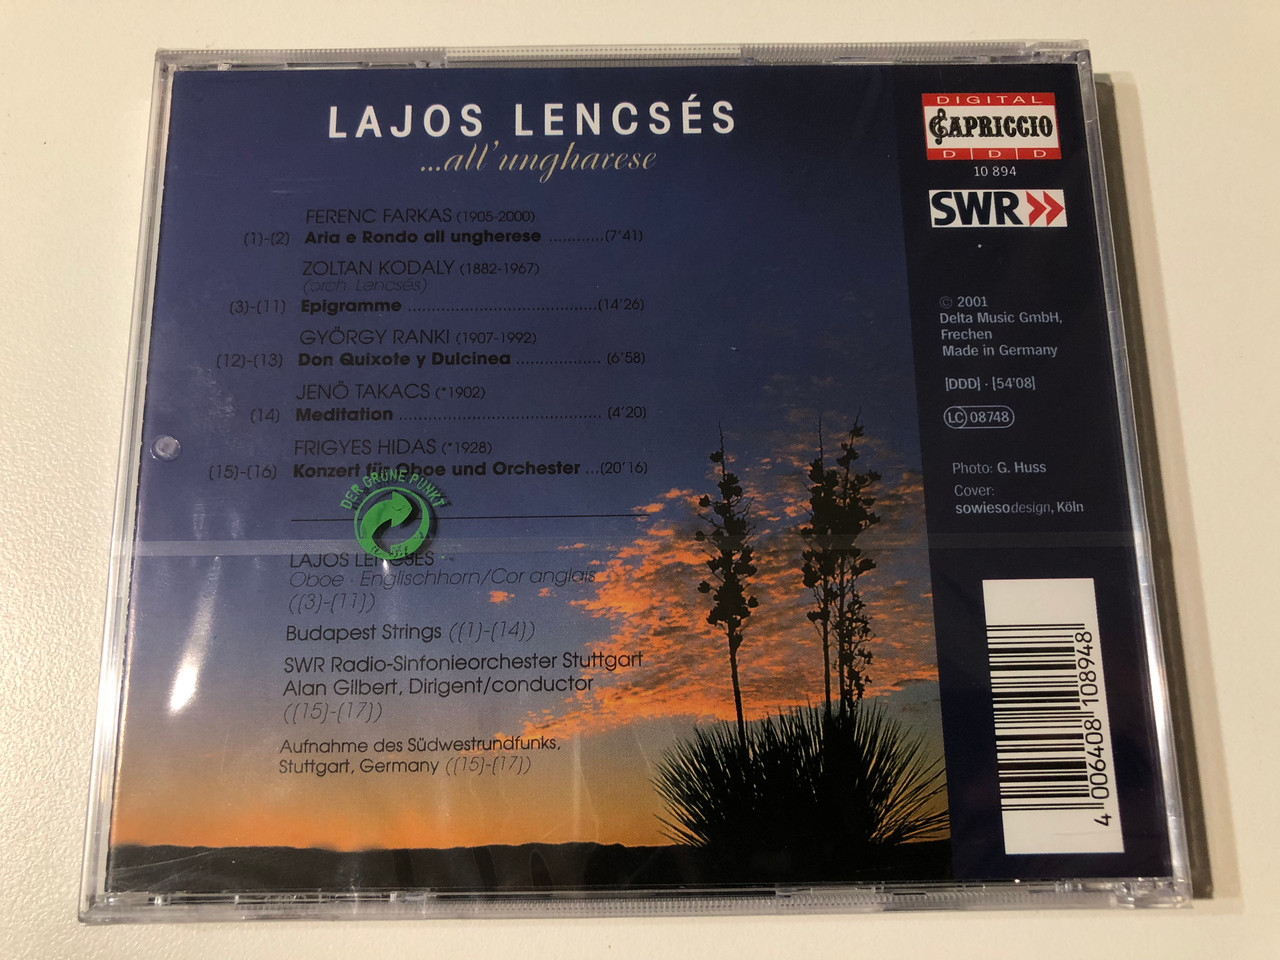 LAJOS LENCSÉS
...all'ungharese
FERENC FARKAS (1905-2000)
(1)-(2) Aria e Rondo all ungherese ............(7'41)
ZOLTAN KODALY (1882-1967)
(orch. Lencsés)
(3)-(11) Epigramme ........................................(14'26)
GYÖRGY RANKI (1907-1992)
(12)-(13) Don Quixote y Dulcinea .................. (6'58)
JENÖ TAKACS (*1902)
(14) Meditation ........................................... (4'20)
FRIGYES HIDAS (*1928)
(15)-(16) Konzert für Oboe und Orchester ...(20'16)
DER GRÜNE PUNKT
LAJOS LENCSÉS
Oboe · Englischhorn/Cor anglais
((3)-(11))
Budapest Strings ((1)-(14))
SWR Radio-Sinfonieorchester Stuttgart
Alan Gilbert, Dirigent/conductor
((15)-(17))
Aufnahme des Südwestrundfunks,
Stuttgart, Germany ((15)-(17))
DIGITAL
CAPRICCIO
D D D
10 894
SWR
© 2001
Delta Music GmbH,
Frechen
Made in Germany
[DDD] · [54'08]
LC 08748
Photo: G. Huss
Cover:
sowiesodesign, Köln
4 006408 108948